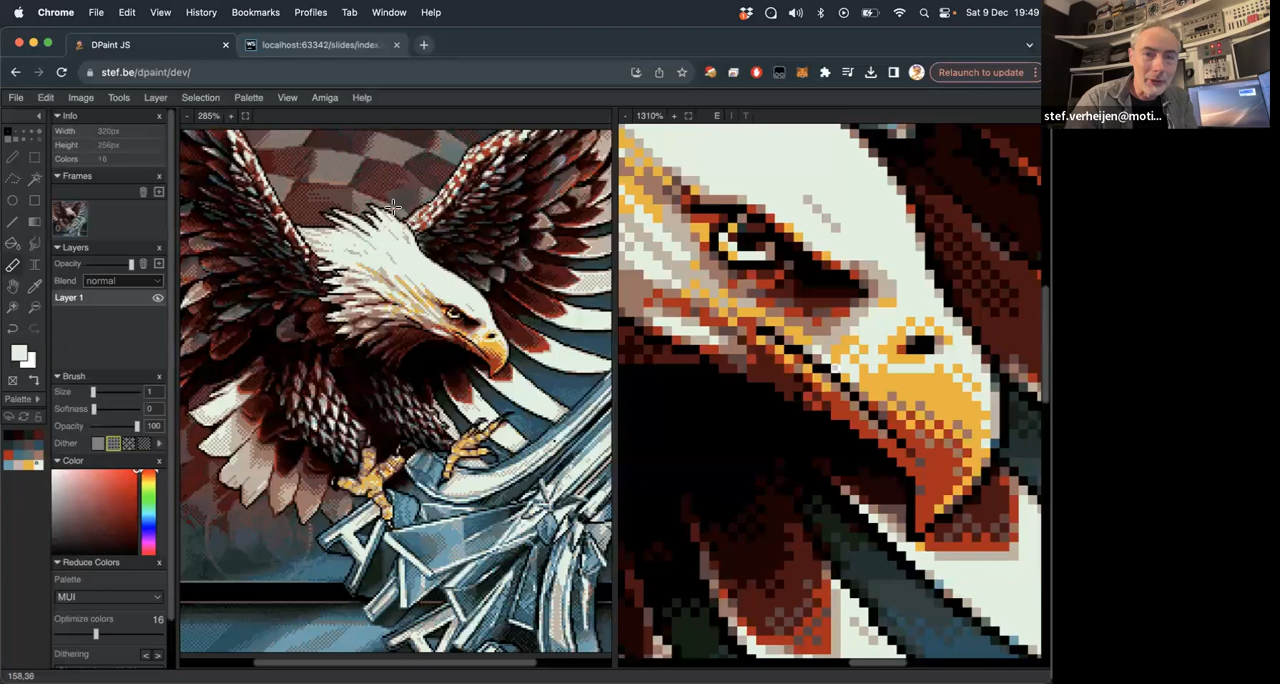 Chrome File Edit View History Bookmarks Profiles Tab Window Help Sat 9 Dec 19:49
DPaint JS
localhost:63342/slides/index
stef.be/dpaint/dev/
Relaunch to update
stef.verheijen@moti...
File Edit Image Tools Layer Selection Palette View Amiga Help
Info
Width 320px
Height 256px
Colors 16
Frames
Layers
Opacity
Blend normal
Layer 1
Brush
Size 1
Softness 0
Opacity 100
Dither
Palette
Color
Reduce Colors
Palette
MUI
Optimize colors 16
Dithering
- 285% +
- 1310% + E I T
158,36